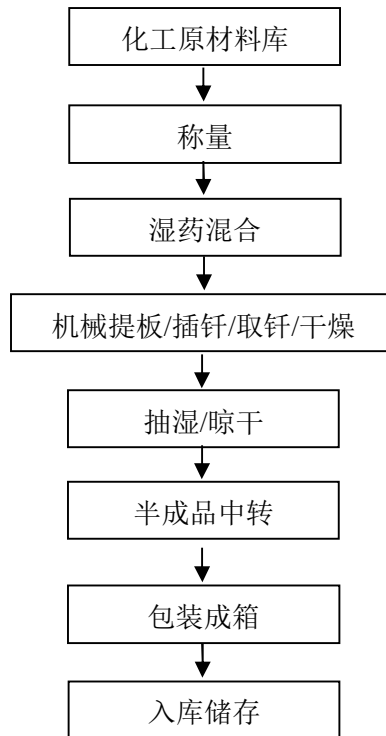 化工原材料库
称量
湿药混合
机械提板/插钎/取钎/干燥
抽湿/晾干
半成品中转
包装成箱
入库储存